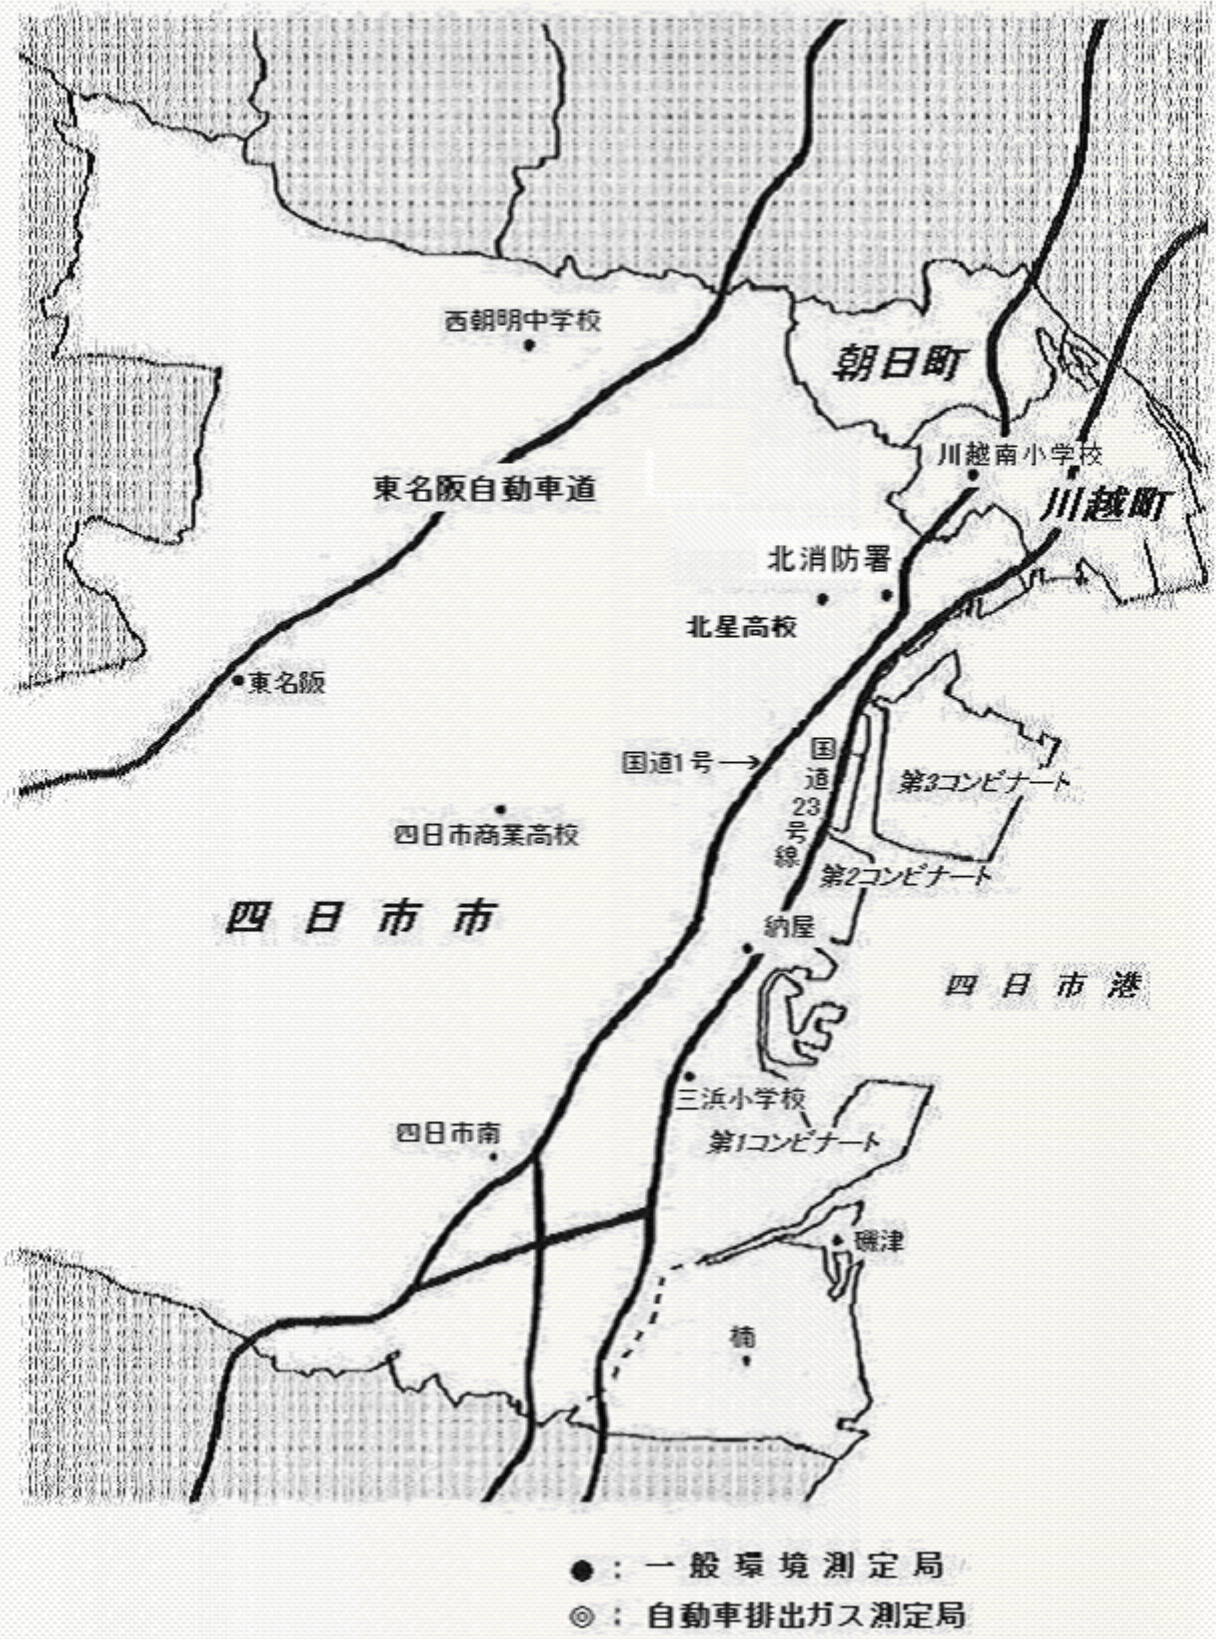 西朝明中学校
朝日町
川越南小学校
東名阪自動車道
川越町
北消防署
北星高校
東名阪
国道1号→
国道23号線
第3コンビナート
四日市商業高校
第2コンビナート
四日市市
納屋
四日市港
三浜小学校
四日市南
第1コンビナート
磯津
楠
●：一般環境測定局
◎：自動車排出ガス測定局